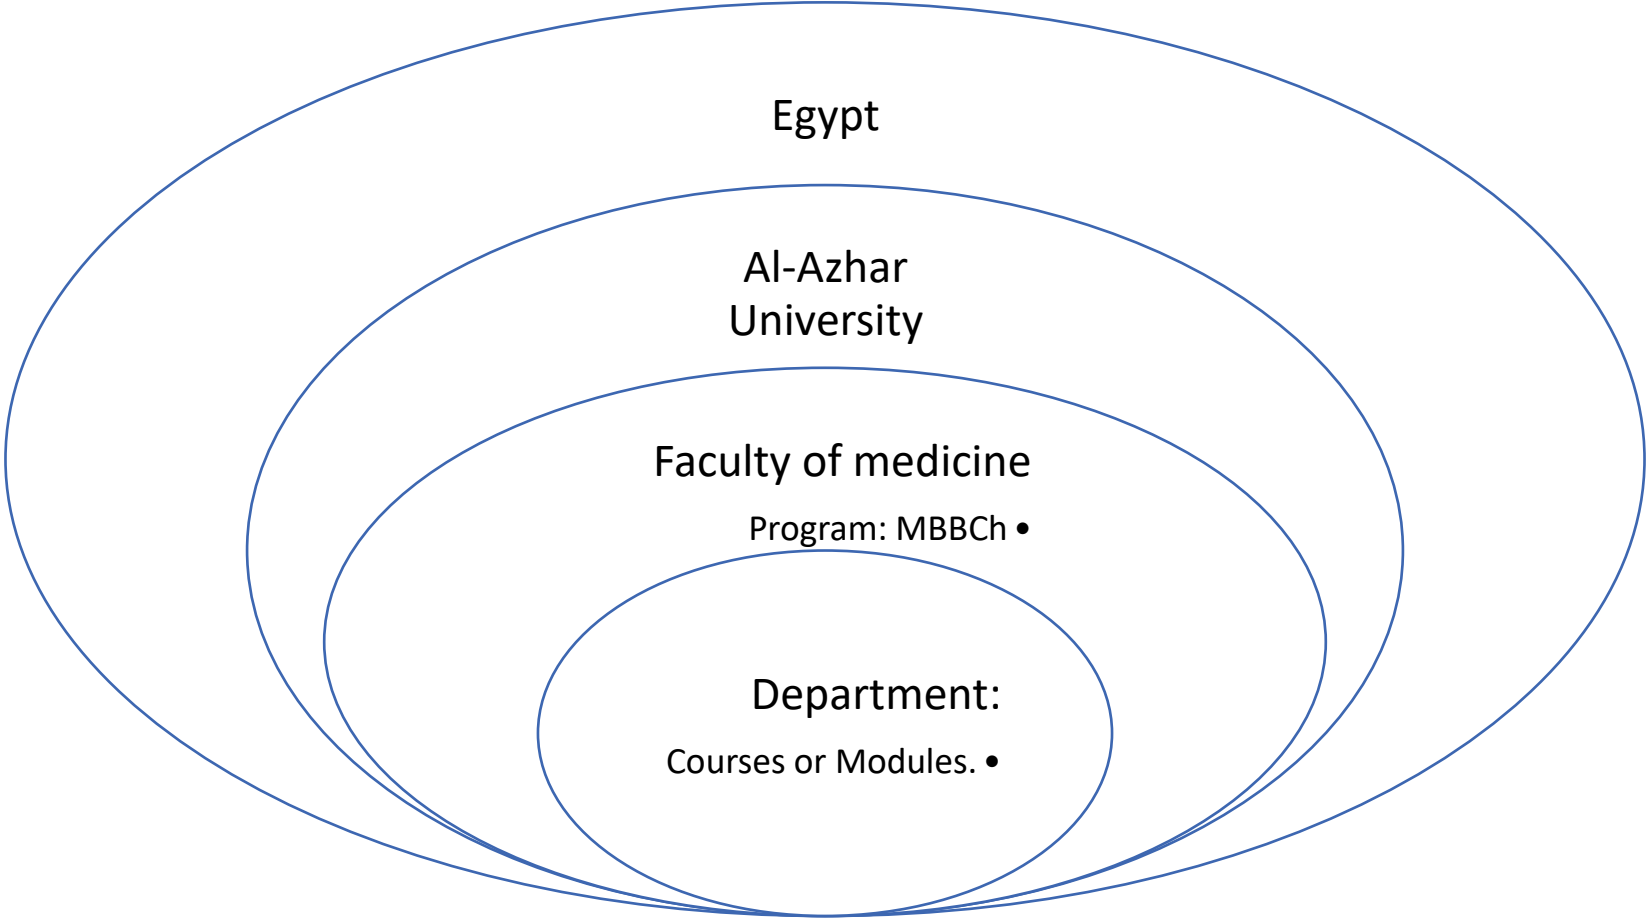 Egypt
Al-Azhar
University
Faculty of medicine
Program: MBBCh •
Department:
Courses or Modules. •